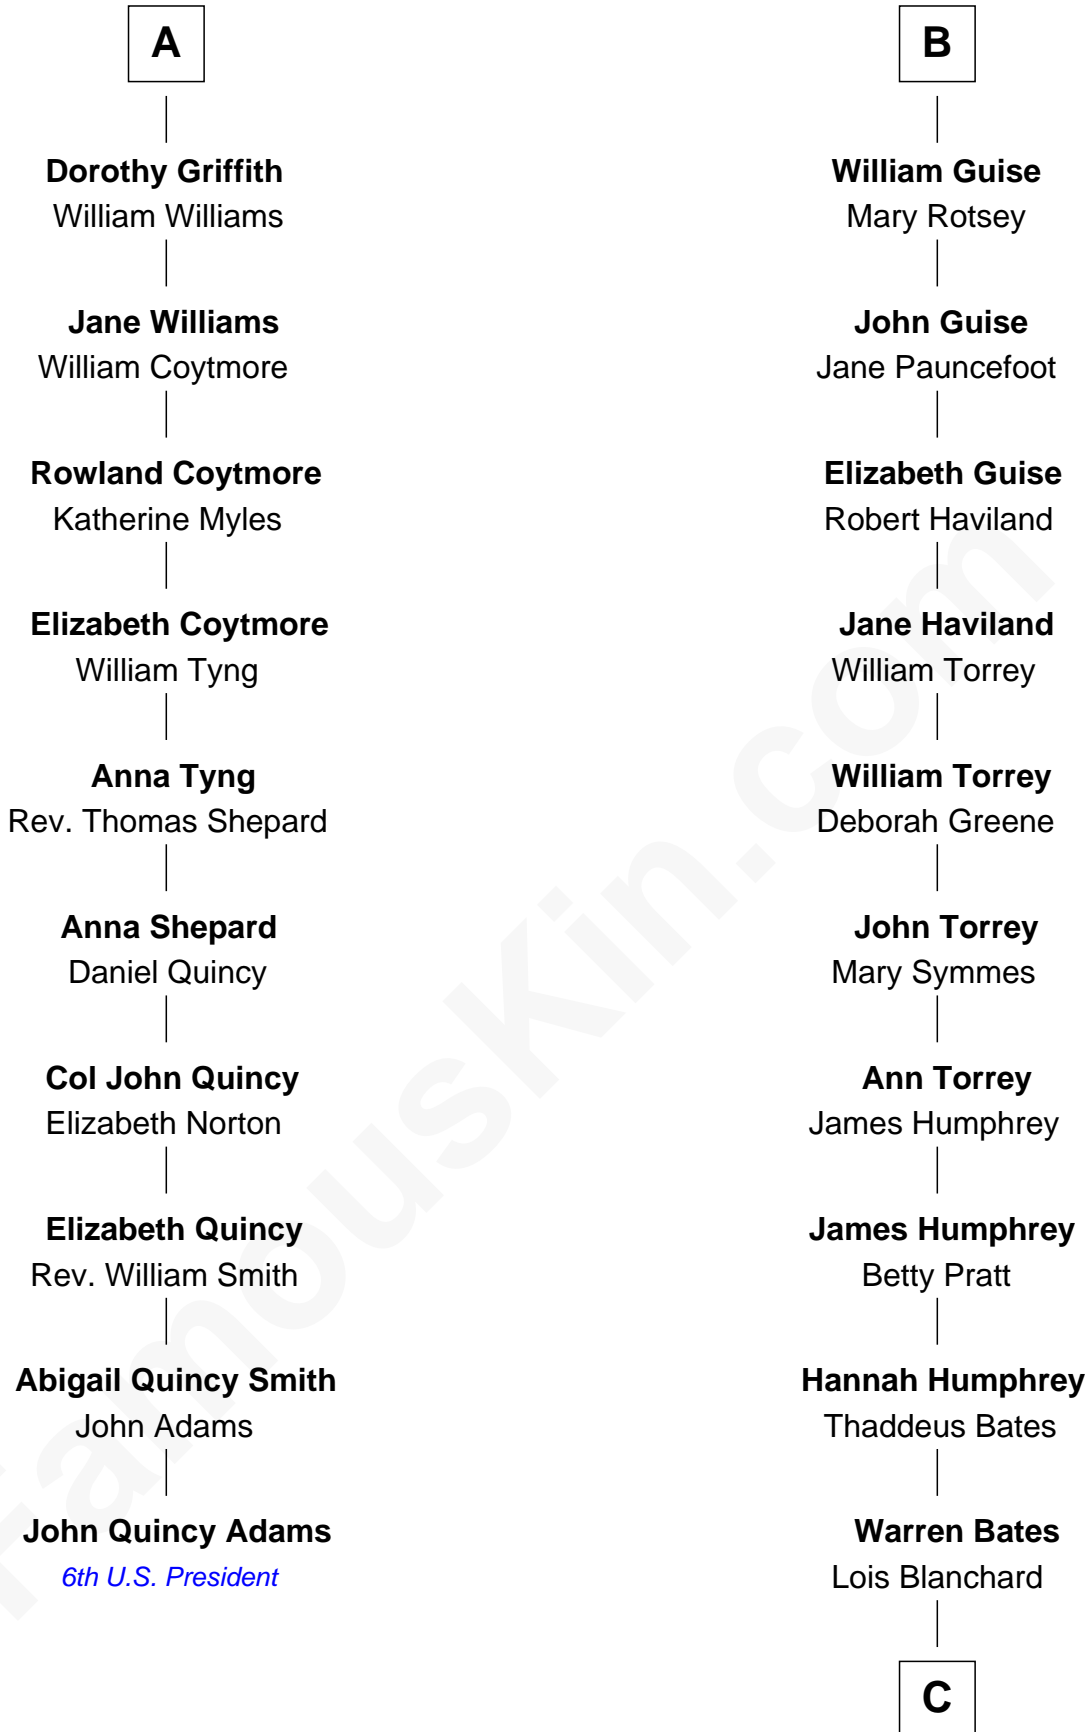 A
Dorothy Griffith
William Williams
Jane Williams
William Coytmore
Rowland Coytmore
Katherine Myles
Elizabeth Coytmore
William Tyng
Anna Tyng
Rev. Thomas Shepard
Anna Shepard
Daniel Quincy
Col John Quincy
Elizabeth Norton
Elizabeth Quincy
Rev. William Smith
Abigail Quincy Smith
John Adams
John Quincy Adams
6th U.S. President
B
William Guise
Mary Rotsey
John Guise
Jane Pauncefoot
Elizabeth Guise
Robert Haviland
Jane Haviland
William Torrey
William Torrey
Deborah Greene
John Torrey
Mary Symmes
Ann Torrey
James Humphrey
James Humphrey
Betty Pratt
Hannah Humphrey
Thaddeus Bates
Warren Bates
Lois Blanchard
C
FamousKin.com